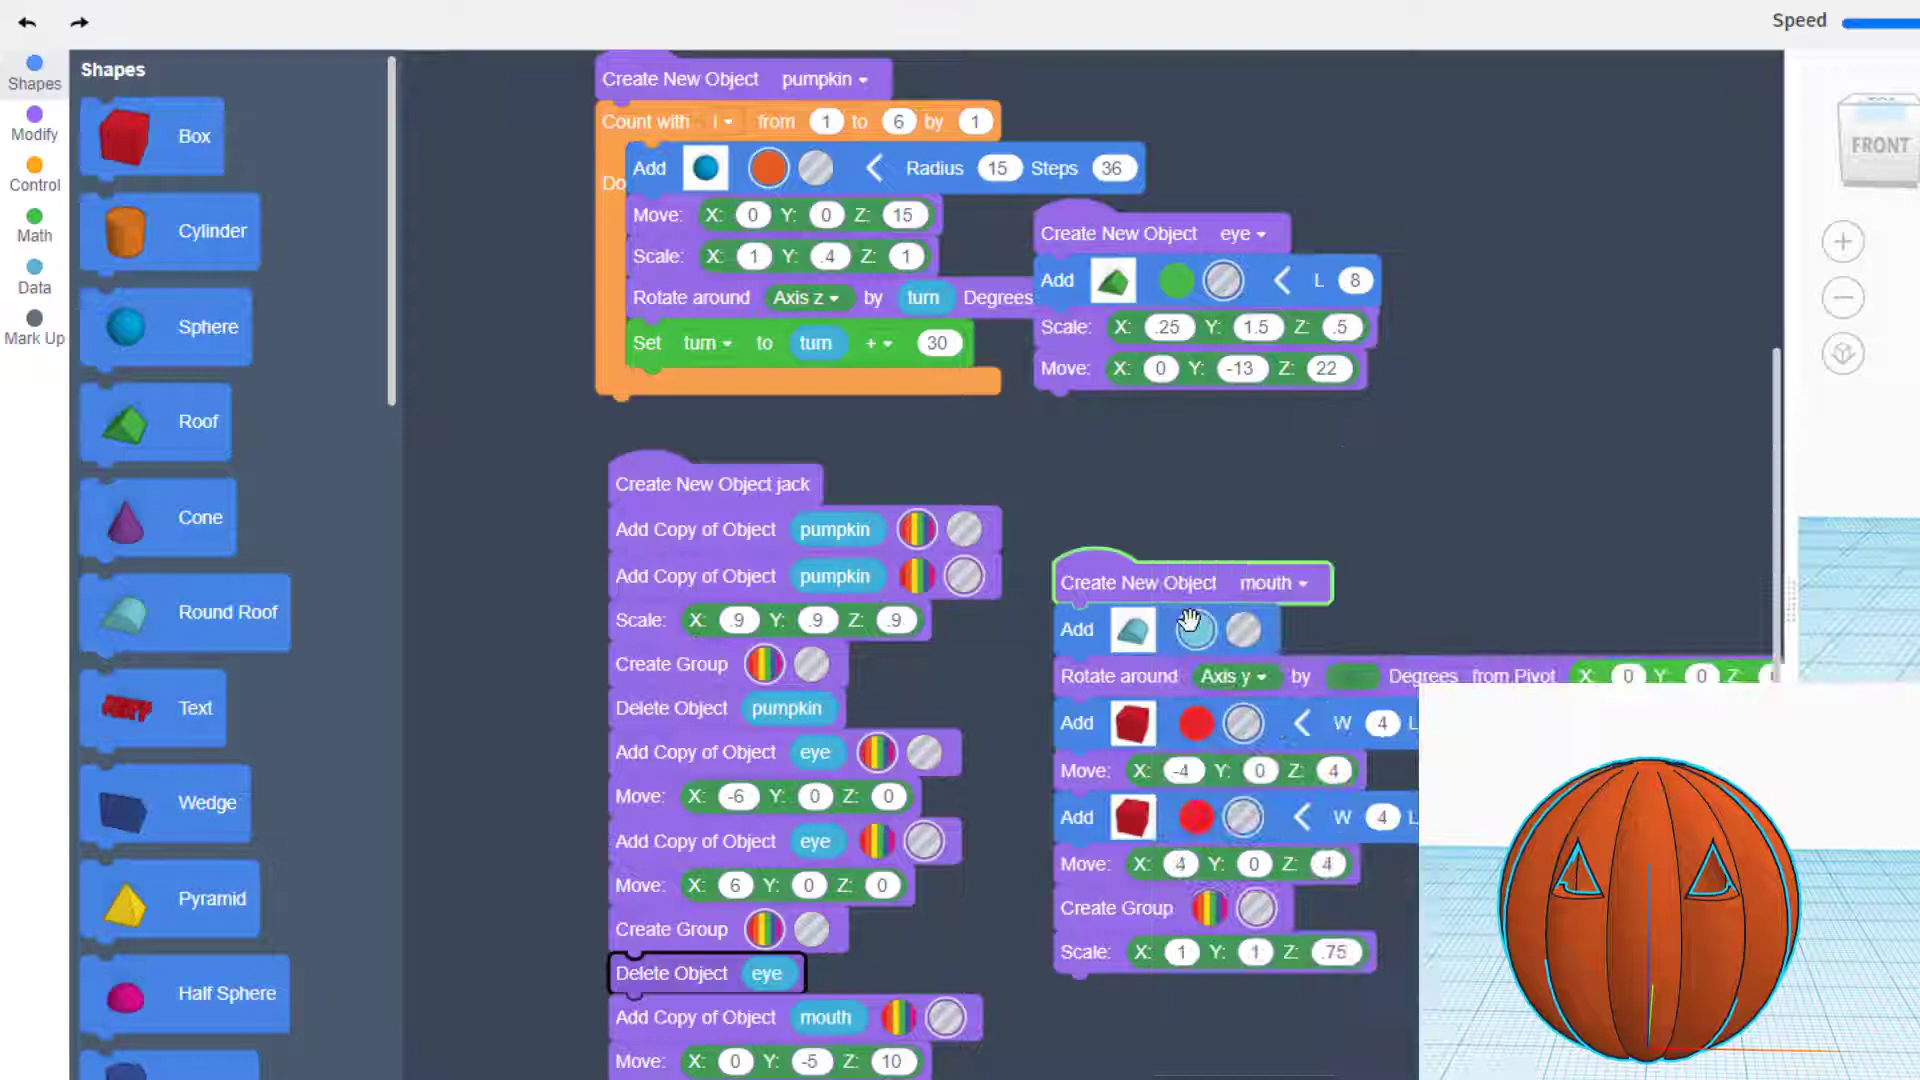 Speed
Shapes
Modify
Control
Math
Data
Mark Up
Shapes
Box
Cylinder
Sphere
Roof
Cone
Round Roof
Text
Wedge
Pyramid
Half Sphere
Create New Object pumpkin
Count with i from 1 to 6 by 1
Do
Add Radius 15 Steps 36
Move: X: 0 Y: 0 Z: 15
Scale: X: 1 Y: .4 Z: 1
Rotate around Axis z by turn Degrees
Set turn to turn + 30
Create New Object eye
Add L 8
Scale: X: .25 Y: 1.5 Z: .5
Move: X: 0 Y: -13 Z: 22
Create New Object jack
Add Copy of Object pumpkin
Add Copy of Object pumpkin
Scale: X: .9 Y: .9 Z: .9
Create Group
Delete Object pumpkin
Add Copy of Object eye
Move: X: -6 Y: 0 Z: 0
Add Copy of Object eye
Move: X: 6 Y: 0 Z: 0
Create Group
Delete Object eye
Add Copy of Object mouth
Move: X: 0 Y: -5 Z: 10
Create New Object mouth
Add
Rotate around Axis y by Degrees from Pivot X: 0 Y: 0 Z:
Add W 4 L
Move: X: -4 Y: 0 Z: 4
Add W 4 L
Move: X: 4 Y: 0 Z: 4
Create Group
Scale: X: 1 Y: 1 Z: .75
FRONT